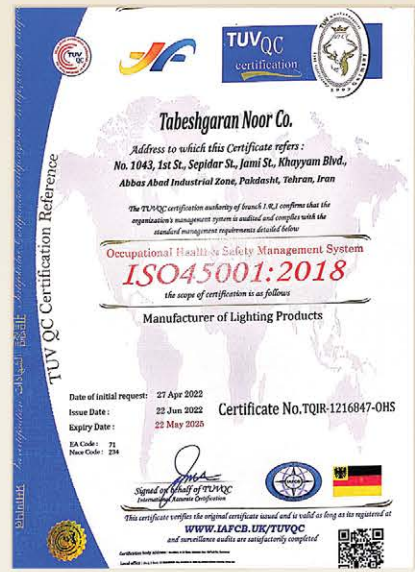 TUV
QC
TUVQC
certification
Tabeshgaran Noor Co.
Address to which this Certificate refers :
No. 1043, 1st St., Sepidar St., Jami St., Khayyam Blvd.,
Abbas Abad Industrial Zone, Pakdasht, Tehran, Iran
The TUVQC certification authority of branch I.R.I confirms that the
organization's management system is audited and complies with the
standard management requirements detailed below
Occupational Health & Safety Management System
ISO45001:2018
the scope of certification is as follows
Manufacturer of Lighting Products
TUV QC Certification Reference
Date of initial request: 27 Apr 2022
Issue Date : 22 Jun 2022
Expiry Date : 22 May 2025
Certificate No. TQIR-1216847-OHS
EA Code : 71
Nace Code : 234
Signed on behalf of TUVQC
This certificate verifies the original certificate issued and is valid as long as its registered at
WWW.IAFCB.UK/TUVQC
and surveillance audits are satisfactorily completed